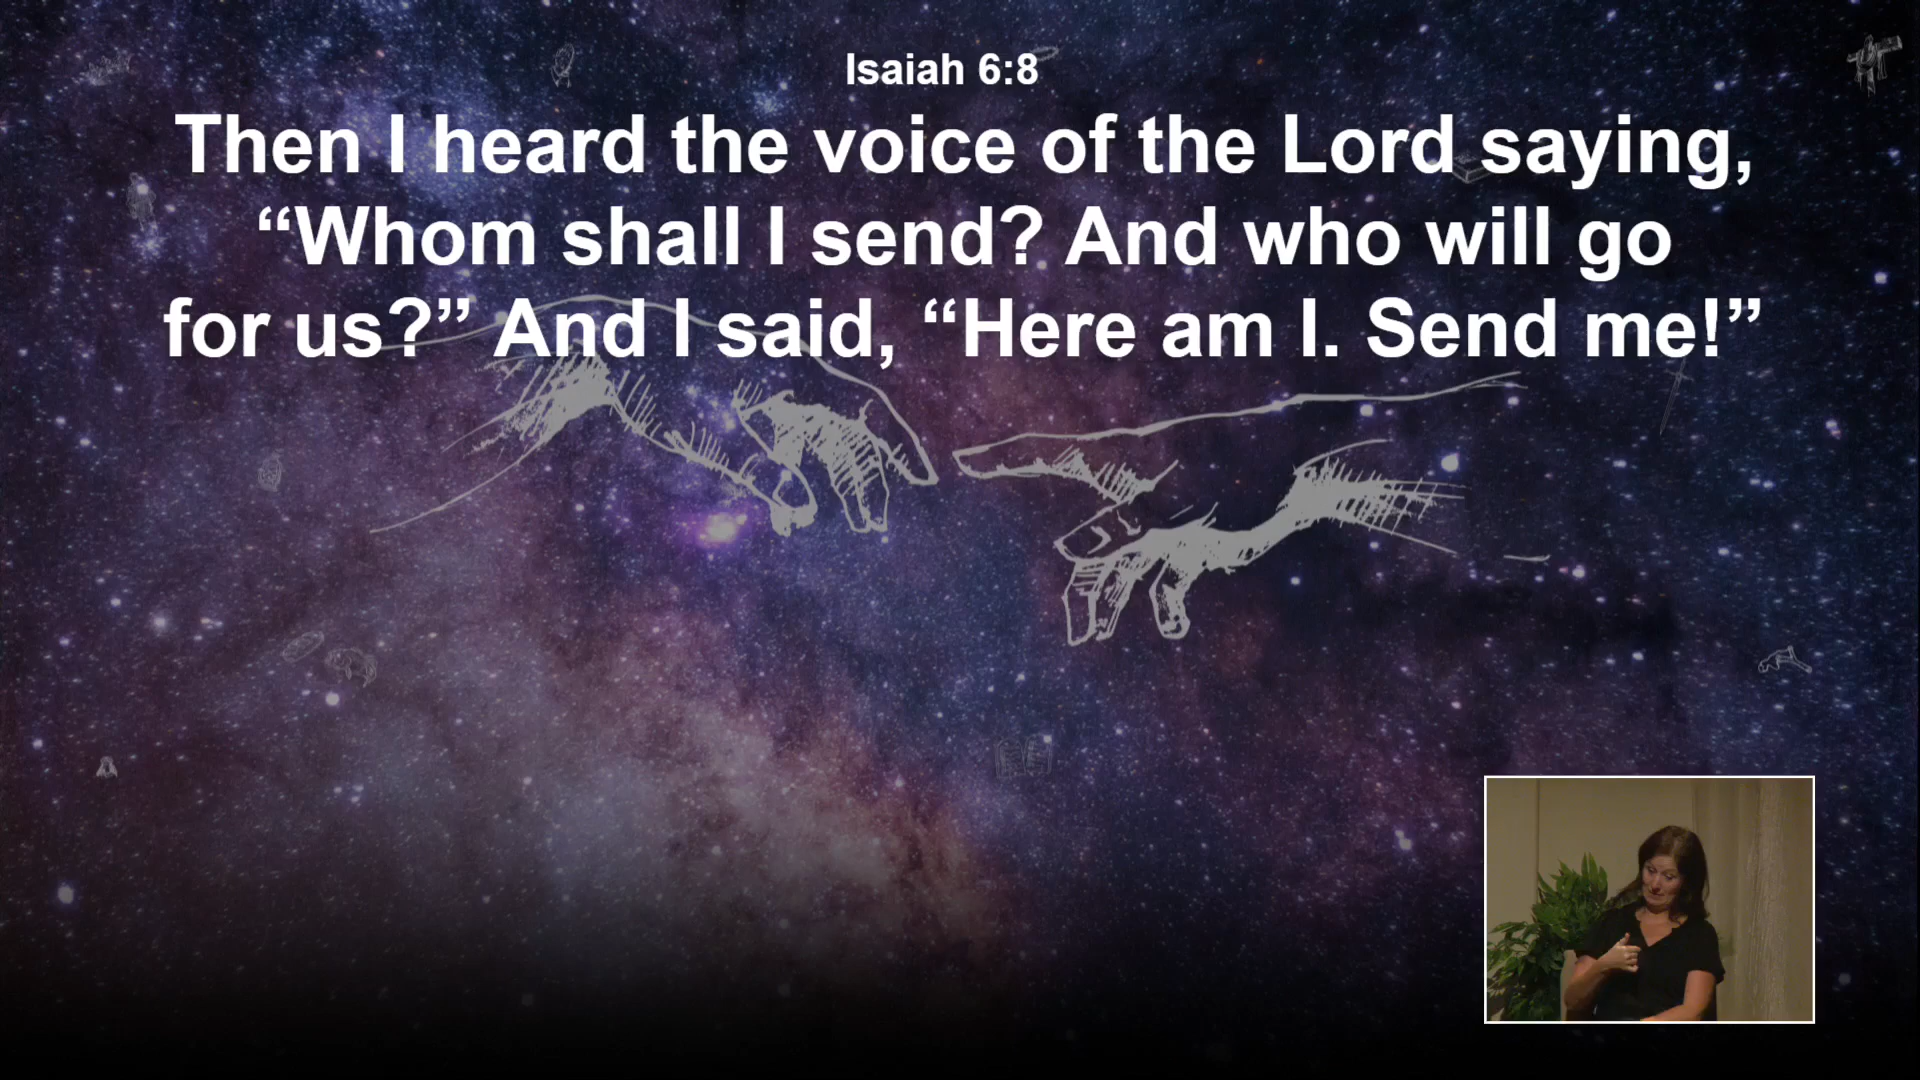 Isaiah 6:8
Then I heard the voice of the Lord saying,
“Whom shall I send? And who will go
for us?” And I said, “Here am I. Send me!”